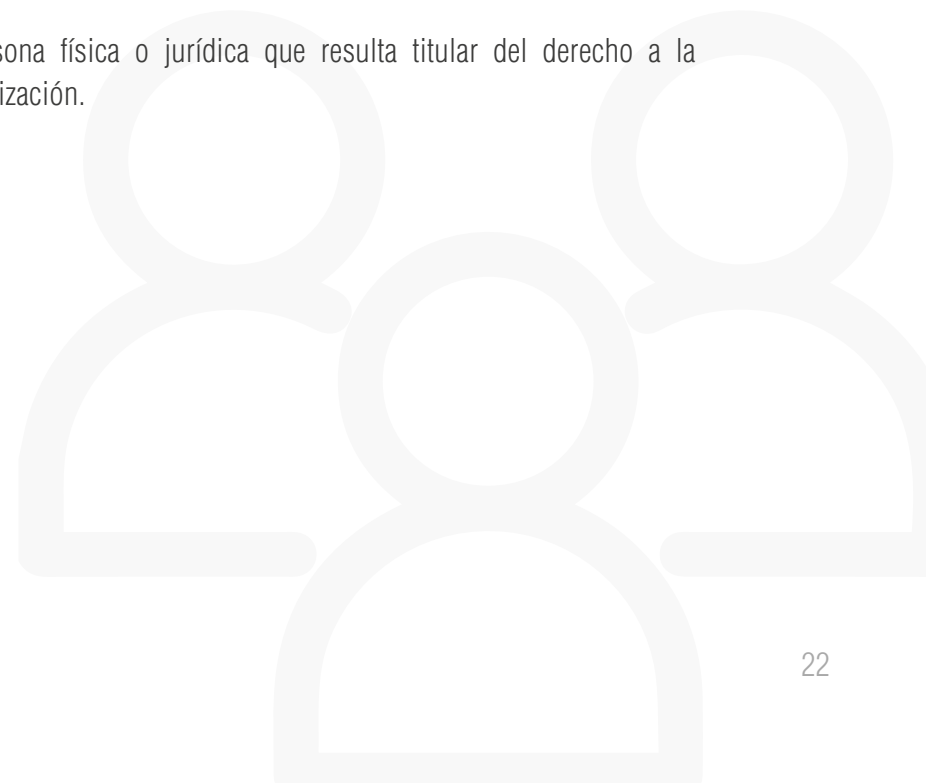 sona física o jurídica que resulta titular del derecho a la
ización.
22